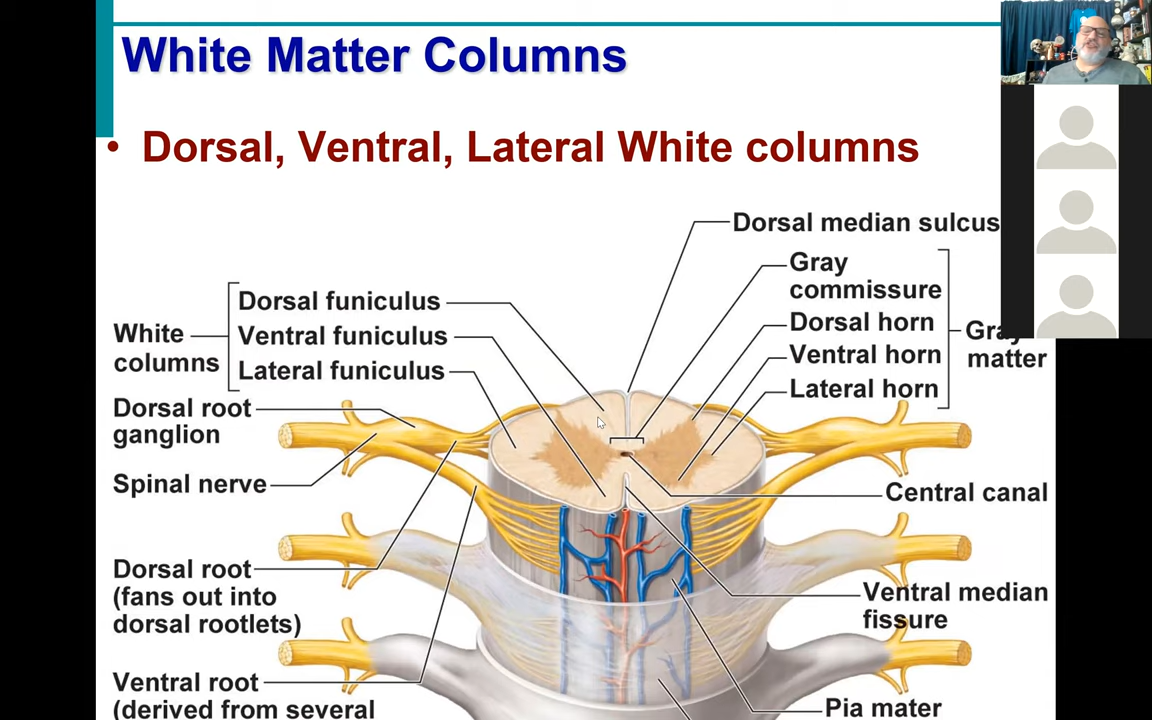 White Matter Columns
• Dorsal, Ventral, Lateral White columns
Dorsal median sulcus
Gray
commissure
Dorsal horn
Ventral horn
Lateral horn
Gray
matter
White
columns
Dorsal funiculus
Ventral funiculus
Lateral funiculus
Dorsal root
ganglion
Spinal nerve
Central canal
Dorsal root
(fans out into
dorsal rootlets)
Ventral median
fissure
Ventral root
(derived from several
Pia mater